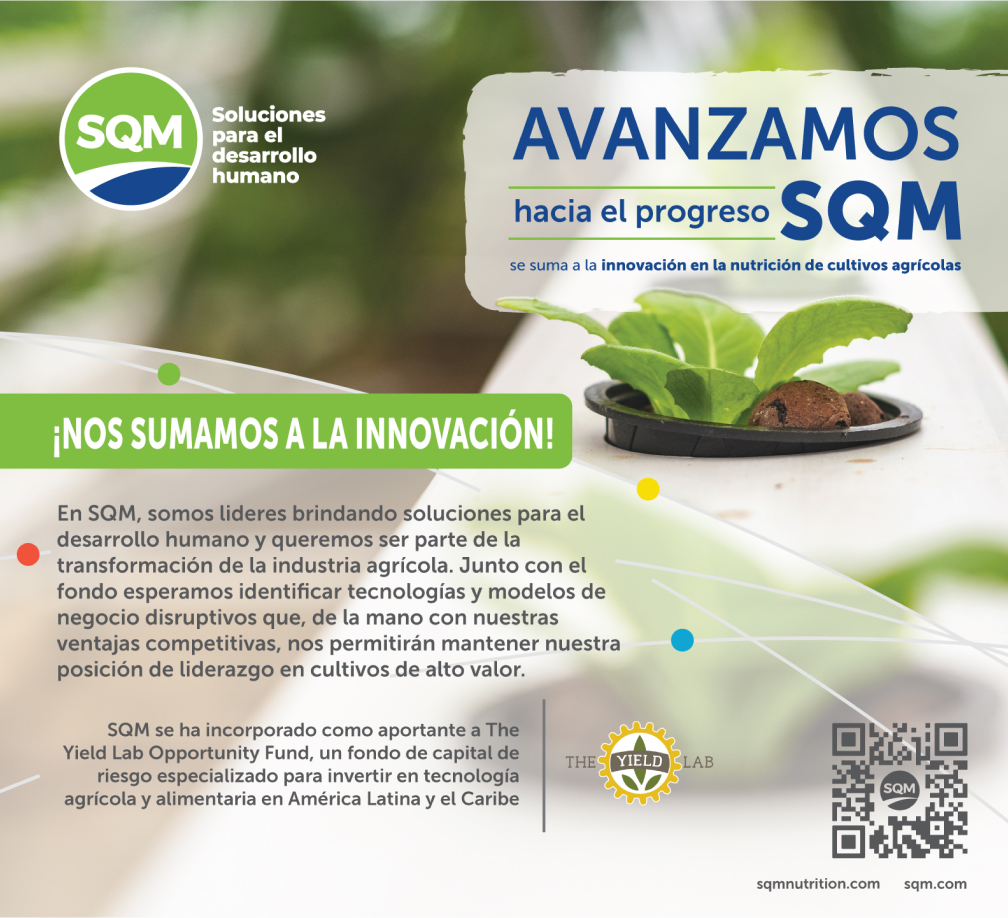 SQM
Soluciones
para el
desarrollo
humano
AVANZAMOS
hacia el progreso SQM
se suma a la innovación en la nutrición de cultivos agrícolas
¡NOS SUMAMOS A LA INNOVACIÓN!
En SQM, somos lideres brindando soluciones para el
desarrollo humano y queremos ser parte de la
transformación de la industria agrícola. Junto con el
fondo esperamos identificar tecnologías y modelos de
negocio disruptivos que, de la mano con nuestras
ventajas competitivas, nos permitirán mantener nuestra
posición de liderazgo en cultivos de alto valor.
SQM se ha incorporado como aportante a The
Yield Lab Opportunity Fund, un fondo de capital de
riesgo especializado para invertir en tecnología
agrícola y alimentaria en América Latina y el Caribe
THE YIELD LAB
SQM
sqmnutrition.com sqm.com